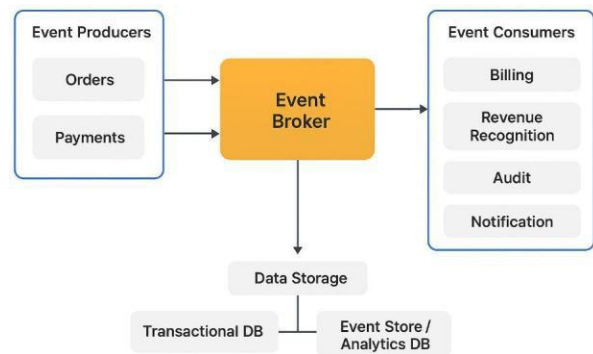 Event Producers
Orders
Payments
Event
Broker
Event Consumers
Billing
Revenue
Recognition
Audit
Notification
Data Storage
Transactional DB
Event Store /
Analytics DB